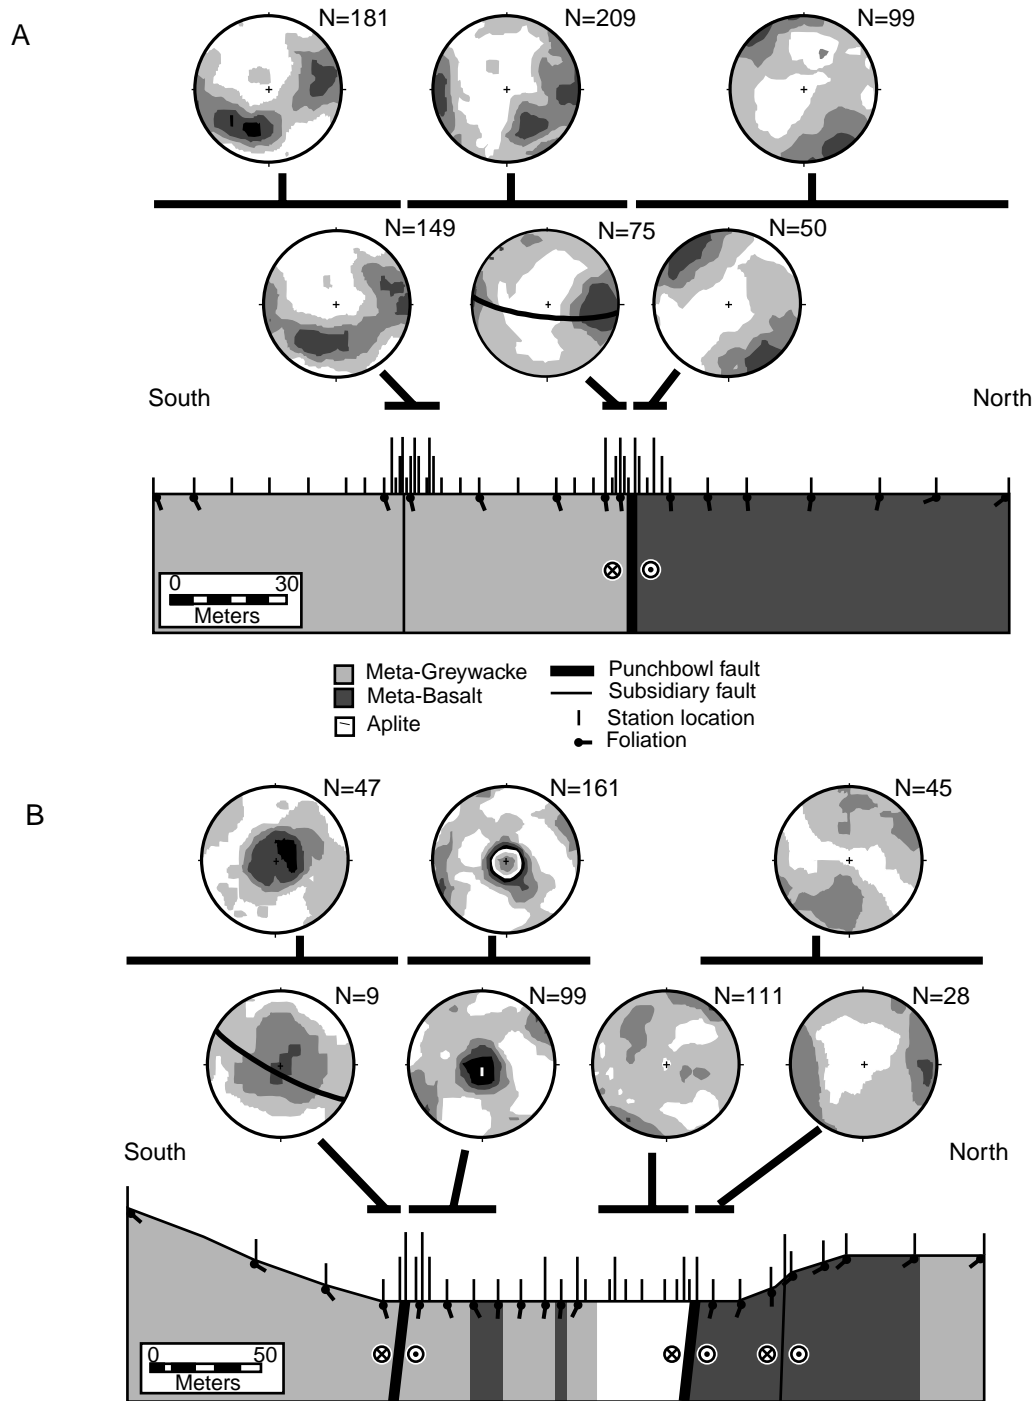 A
N=181
N=209
N=99
N=149
N=75
N=50
South
North
0 30
Meters
Meta-Greywacke
Meta-Basalt
Aplite
Punchbowl fault
Subsidiary fault
Station location
Foliation
B
N=47
N=161
N=45
N=9
N=99
N=111
N=28
South
North
0 50
Meters